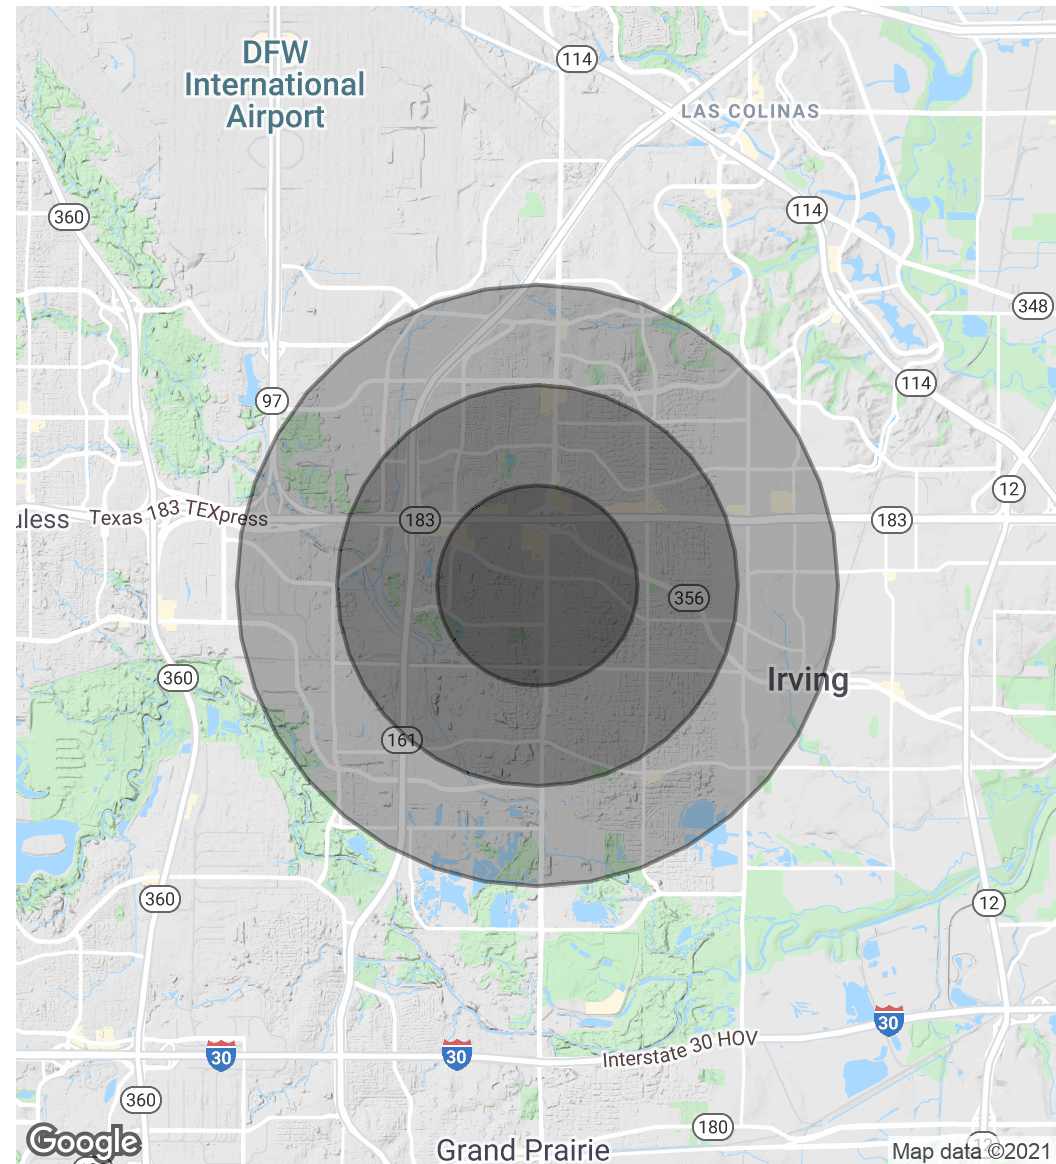 DFW
International
Airport
114
LAS COLINAS
360
114
348
114
97
12
uless
Texas 183 TEXpress
183
183
356
360
Irving
161
360
12
30
30
30
Interstate 30 HOV
360
180
Google
Grand Prairie
12
Map data ©2021